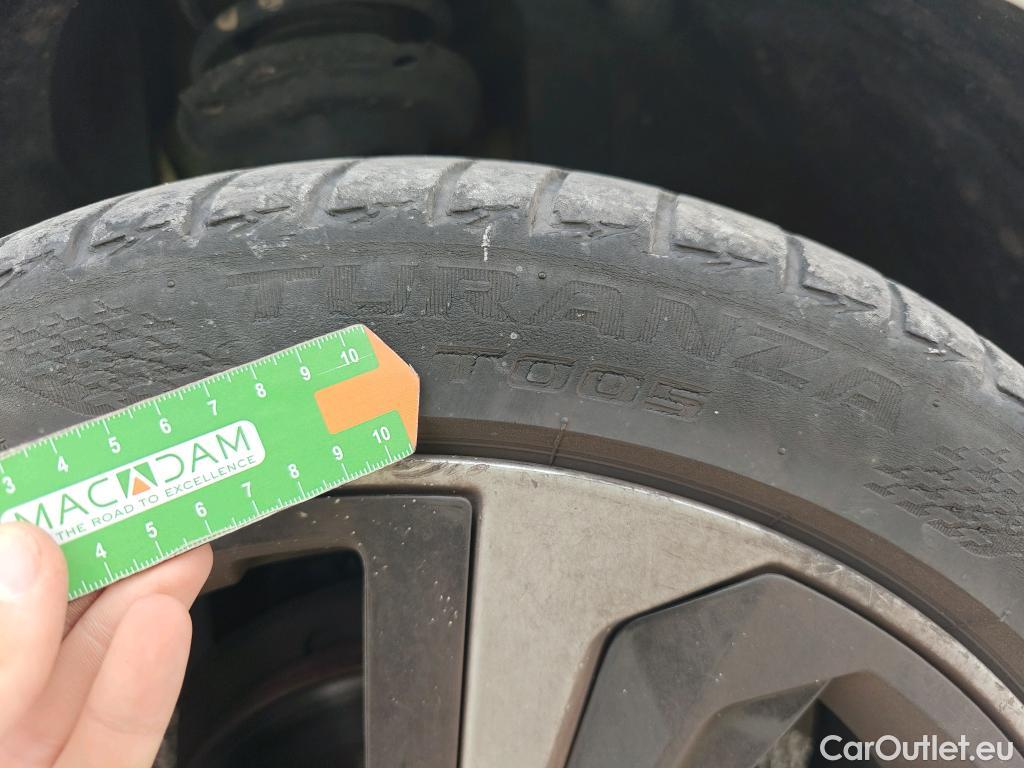 TURANZA
T005
3 4 5 6 7 8 9 10
MACADAM
THE ROAD TO EXCELLENCE
4 5 6 7 8 9 10
CarOutlet.eu